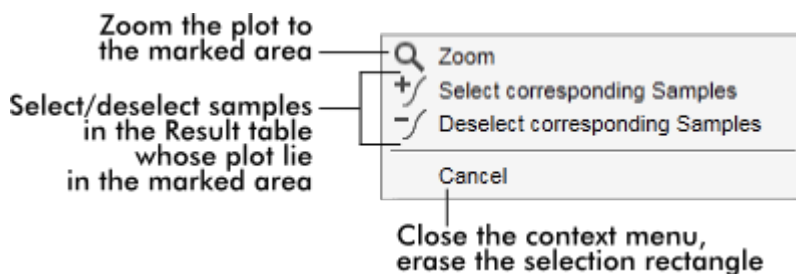 Zoom the plot to
the marked area
Zoom
Select corresponding Samples
Select/deselect samples
in the Result table
whose plot lie
in the marked area
Deselect corresponding Samples
Cancel
Close the context menu,
erase the selection rectangle